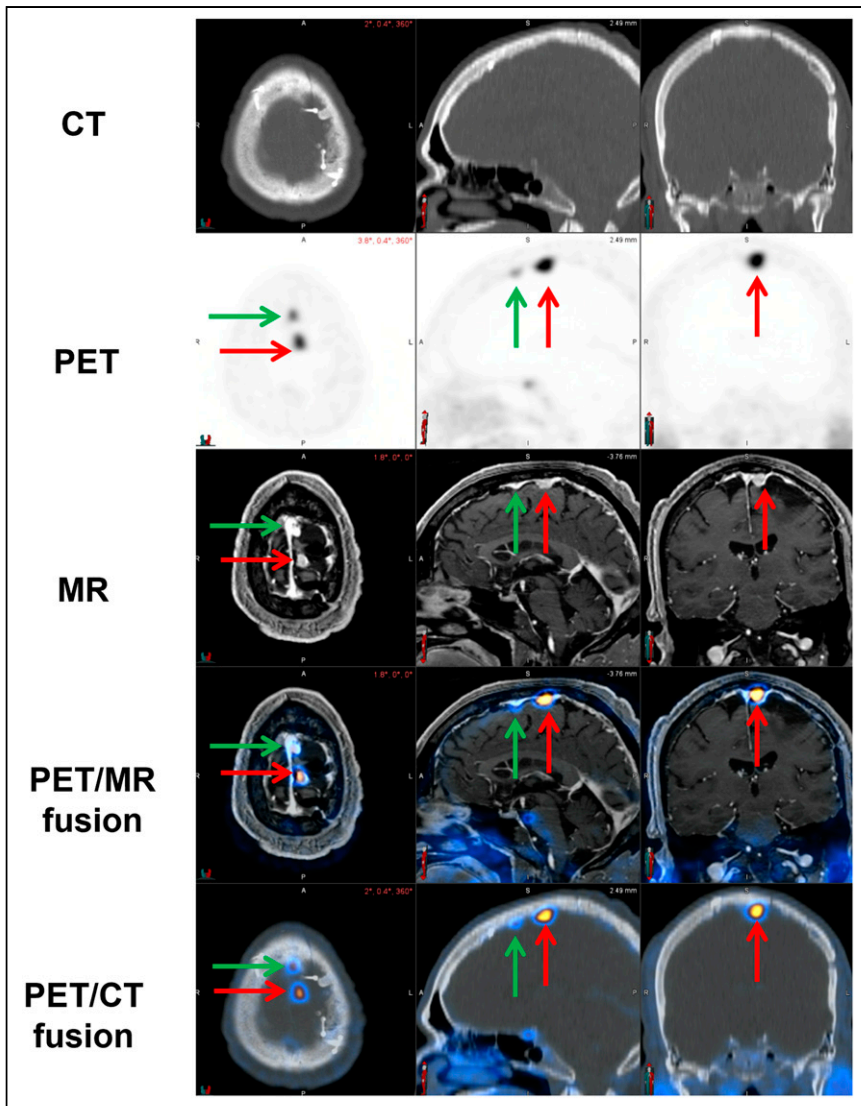 A
2°, 0.4°, 360°
S
2.49 mm
S
CT
R
L
A
P
R
L
P
I
I
A
3.8°, 0.4°, 360°
S
2.49 mm
S
PET
R
L
A
P
R
L
P
I
I
A
1.8°, 0°, 0°
S
-3.76 mm
S
MR
R
L
A
P
R
L
P
I
I
A
1.8°, 0°, 0°
S
-3.76 mm
S
PET/MR
fusion
R
L
A
P
R
L
P
I
I
A
2°, 0.4°, 360°
S
2.49 mm
S
PET/CT
fusion
R
L
A
P
R
L
P
I
I